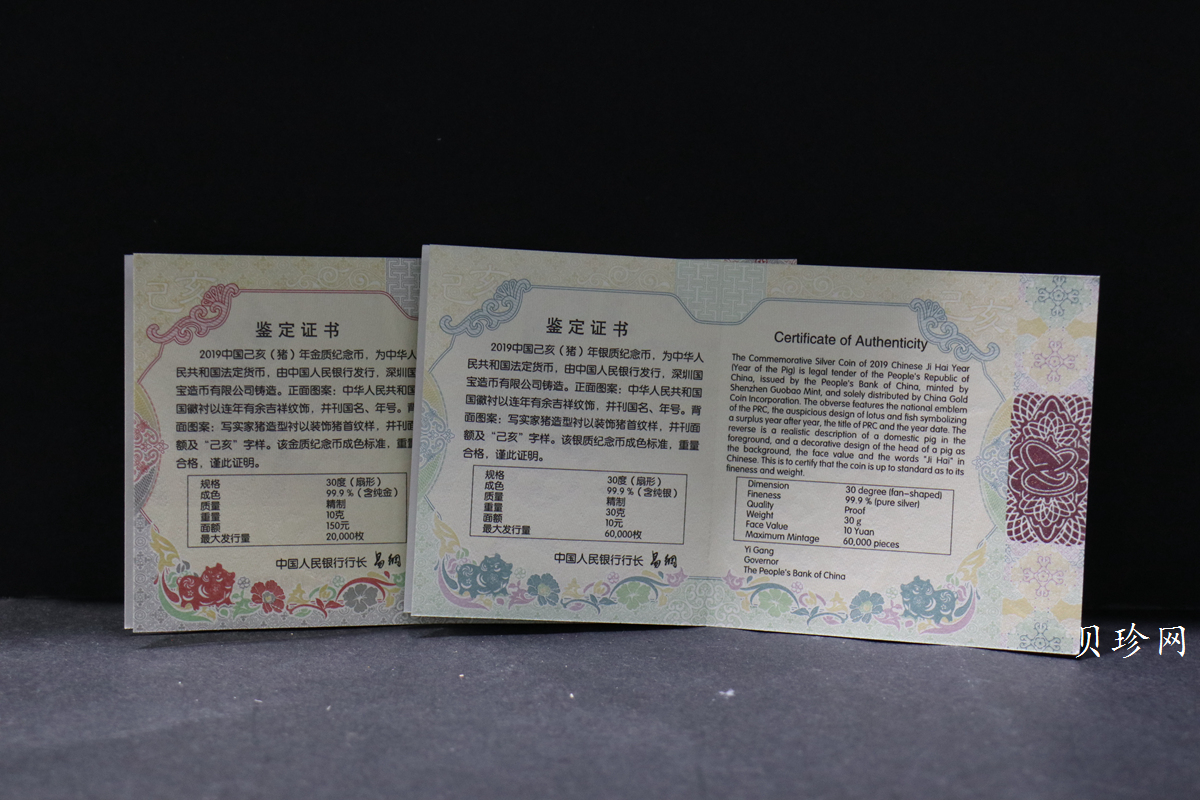 己亥
鉴定证书
2019中国己亥（猪）年金质纪念币，为中华人
民共和国法定货币，由中国人民银行发行，深圳国
宝造币有限公司铸造。正面图案：中华人民共和国
国徽衬以连年有余吉祥纹饰，并刊国名、年号。背
面图案：写实家猪造型衬以装饰猪首纹样，并刊面
额及“己亥”字样。该金质纪念币成色标准，重量
合格，谨此证明。
规格 30度（扇形）
成色 99.9％（含纯金）
质量 精制
重量 10克
面额 150元
最大发行量 20,000枚
中国人民银行行长 易纲
己亥
鉴定证书
2019中国己亥（猪）年银质纪念币，为中华人
民共和国法定货币，由中国人民银行发行，深圳国
宝造币有限公司铸造。正面图案：中华人民共和国
国徽衬以连年有余吉祥纹饰，并刊国名、年号。背
面图案：写实家猪造型衬以装饰猪首纹样，并刊面
额及“己亥”字样。该银质纪念币成色标准，重量
合格，谨此证明。
规格 30度（扇形）
成色 99.9％（含纯银）
质量 精制
重量 30克
面额 10元
最大发行量 60,000枚
中国人民银行行长 易纲
己亥
Certificate of Authenticity
The Commemorative Silver Coin of 2019 Chinese Ji Hai Year
(Year of the Pig) is legal tender of the People's Republic of
China, issued by the People's Bank of China, minted by
Shenzhen Guobao Mint, and solely distributed by China Gold
Coin Incorporation. The obverse features the national emblem
of the PRC, the auspicious design of lotus and fish symbolizing
a surplus year after year, the title of PRC and the year date. The
reverse is a realistic description of a domestic pig in the
foreground, and a decorative design of the head of a pig as
the background, the face value and the words "Ji Hai" in
Chinese. This is to certify that the coin is up to standard as to its
fineness and weight.
Dimension 30 degree (fan-shaped)
Fineness 99.9 % (pure silver)
Quality Proof
Weight 30 g
Face Value 10 Yuan
Maximum Mintage 60,000 pieces
Yi Gang
Governor
The People's Bank of China
贝珍网